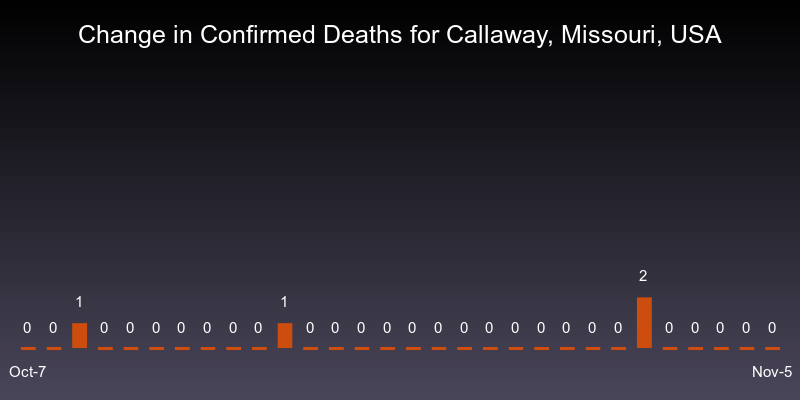 Change in Confirmed Deaths for Callaway, Missouri, USA
2
1 1
0 0 0 0 0 0 0 0 0 0 0 0 0 0 0 0 0 0 0 0 0 0 0 0 0 0 0
Oct-7 Nov-5